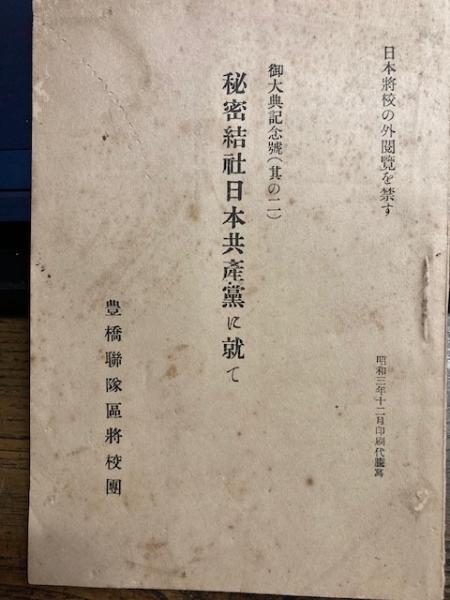 日本將校の外閲覽を禁す
昭和三年十二月印刷代謄寫
御大典記念號(其の二)
秘密結社日本共產黨に就て
豊橋聯隊區將校團